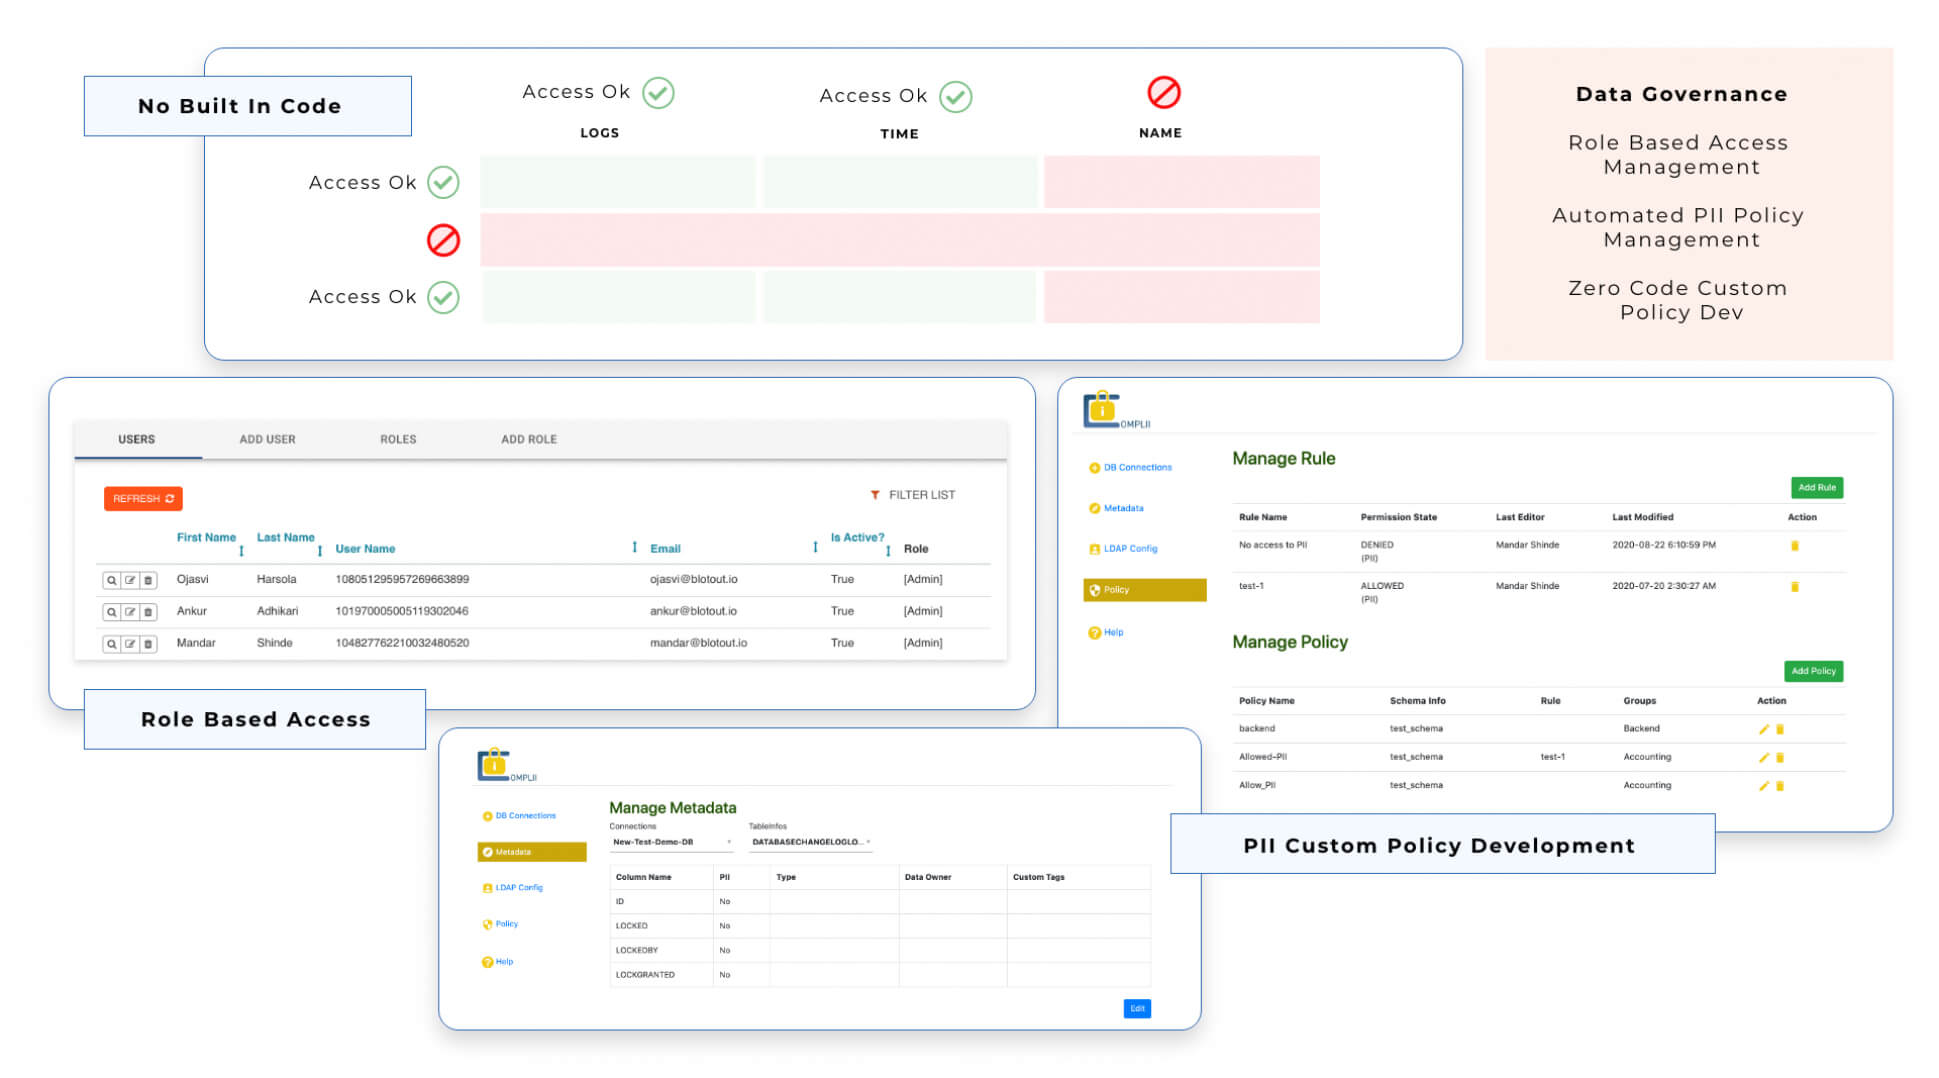 No Built In Code
Access Ok
Access Ok
LOGS
TIME
NAME
Access Ok
Access Ok
Data Governance
Role Based Access
Management
Automated PII Policy
Management
Zero Code Custom
Policy Dev
USERS ADD USER ROLES ADD ROLE
REFRESH
FILTER LIST
First Name Last Name User Name Email Is Active? Role
Ojasvi Harsola 108051295957269663899 ojasvi@blotout.io True [Admin]
Ankur Adhikari 101970005005119302046 ankur@blotout.io True [Admin]
Mandar Shinde 104827762210032480520 mandar@blotout.io True [Admin]
Role Based Access
OMPLII
DB Connections
Metadata
LDAP Config
Policy
Help
Manage Rule
Add Rule
Rule Name Permission State Last Editor Last Modified Action
No access to PII DENIED Mandar Shinde 2020-08-22 6:10:59 PM
(PII)
test-1 ALLOWED Mandar Shinde 2020-07-20 2:30:27 AM
(PII)
Manage Policy
Add Policy
Policy Name Schema Info Rule Groups Action
backend test_schema Backend
Allowed-PII test_schema test-1 Accounting
Allow_PII test_schema Accounting
PII Custom Policy Development
OMPLII
DB Connections
Metadata
LDAP Config
Policy
Help
Manage Metadata
Connections TableInfos
New-Test-Demo-DB DATABASECHANGELOGLO...
Column Name PII Type Data Owner Custom Tags
ID No
LOCKED No
LOCKEDBY No
LOCKGRANTED No
Edit